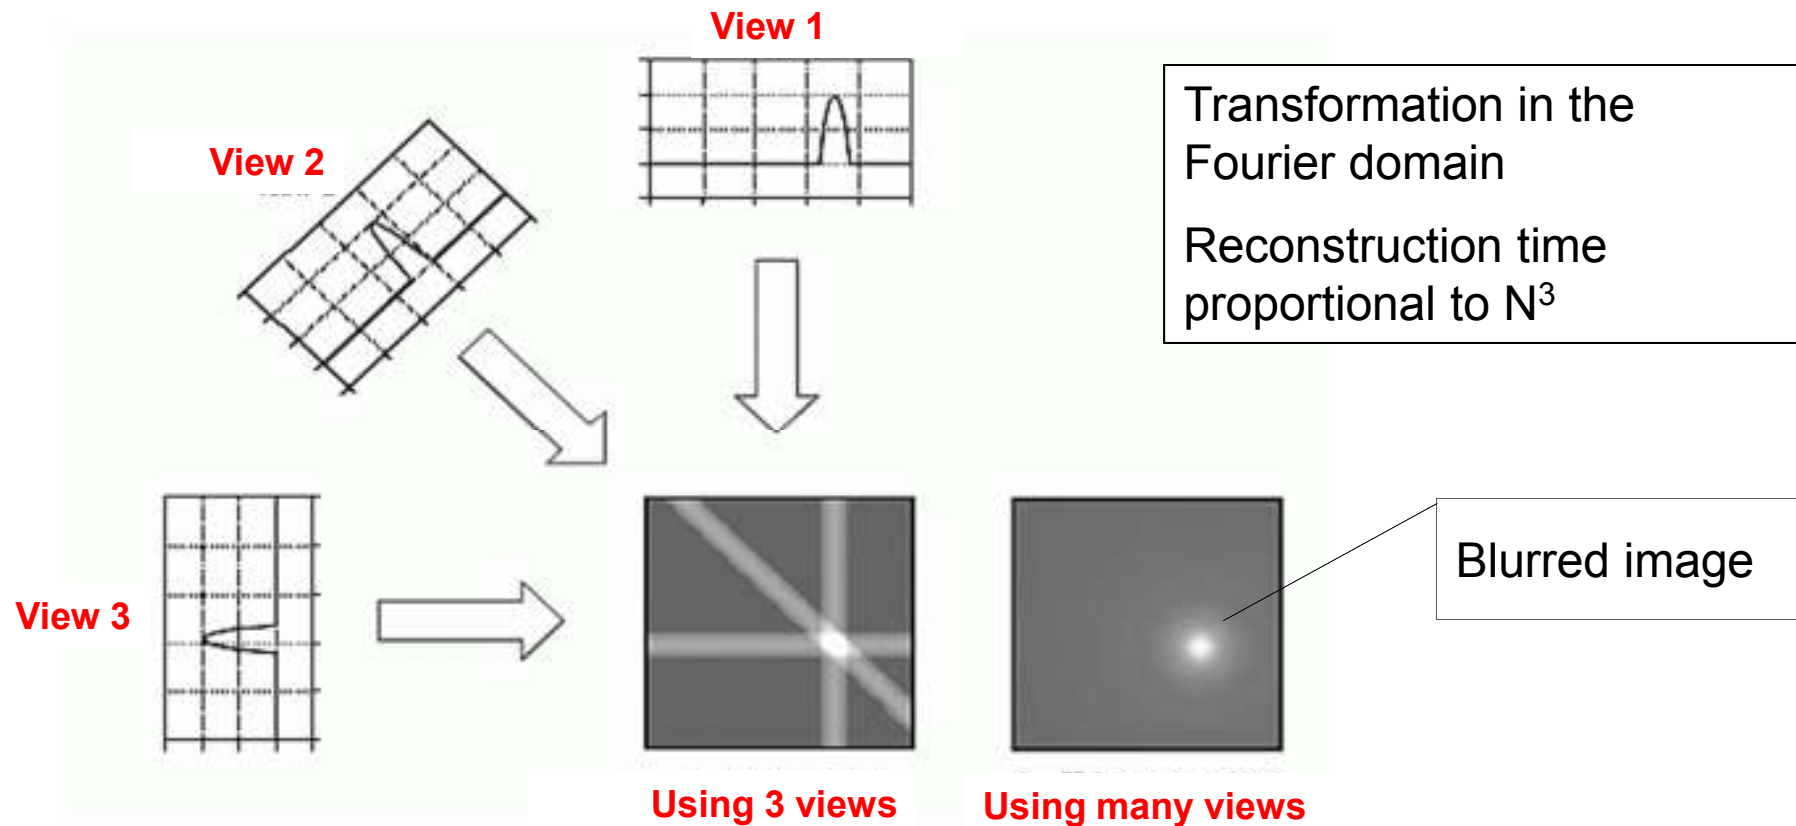 View 1
View 2
Transformation in the
Fourier domain
Reconstruction time
proportional to N³
View 3
Blurred image
Using 3 views
Using many views